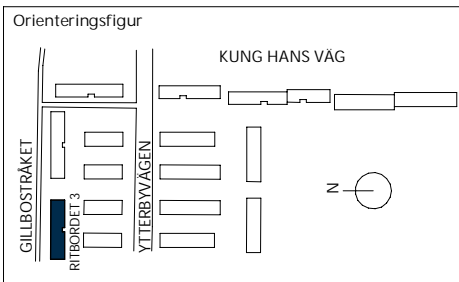 Orienteringsfigur
KUNG HANS VÄG
GILLBOSTRÅKET
RITBORDET 3
YTTERBYVÄGEN
N